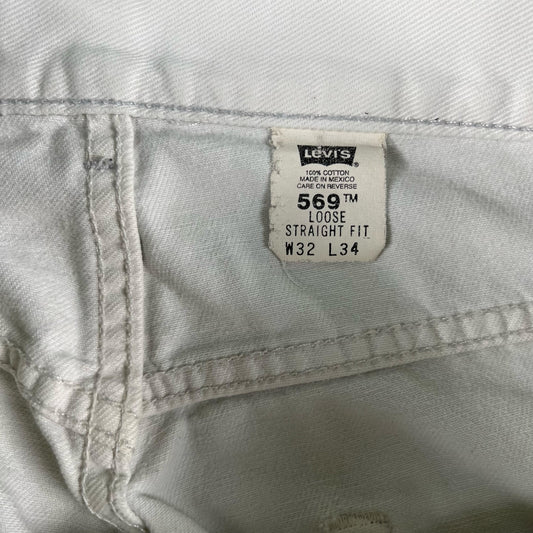 LEVI'S ®
100% COTTON
MADE IN MEXICO
CARE ON REVERSE
569™
LOOSE
STRAIGHT FIT
W32 L34